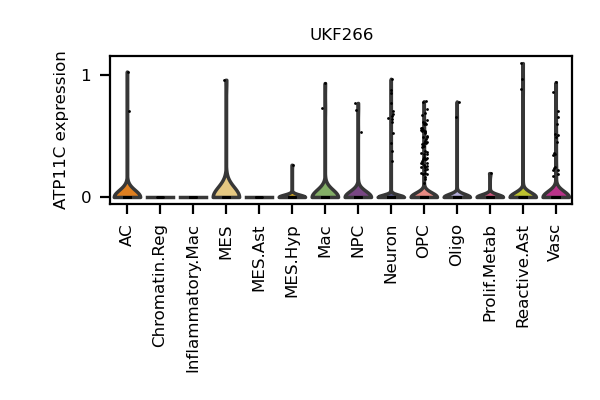 UKF266
ATP11C expression
1
0
AC
Chromatin.Reg
Inflammatory.Mac
MES
MES.Ast
MES.Hyp
Mac
NPC
Neuron
OPC
Oligo
Prolif.Metab
Reactive.Ast
Vasc